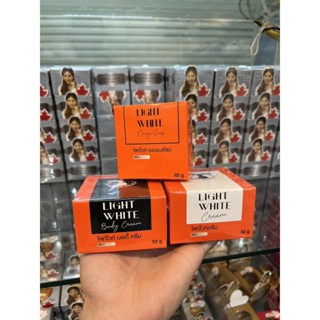 LIGHT
WHITE
Orange Soap
ไลท์ไวท์ ออเรนจ์โซป
50 g
LIGHT
WHITE
Body Cream
ไลท์ไวท์ บอดี้ ครีม
50 g
LIGHT
WHITE
Cream
ไลท์ไวท์ครีม
50 g